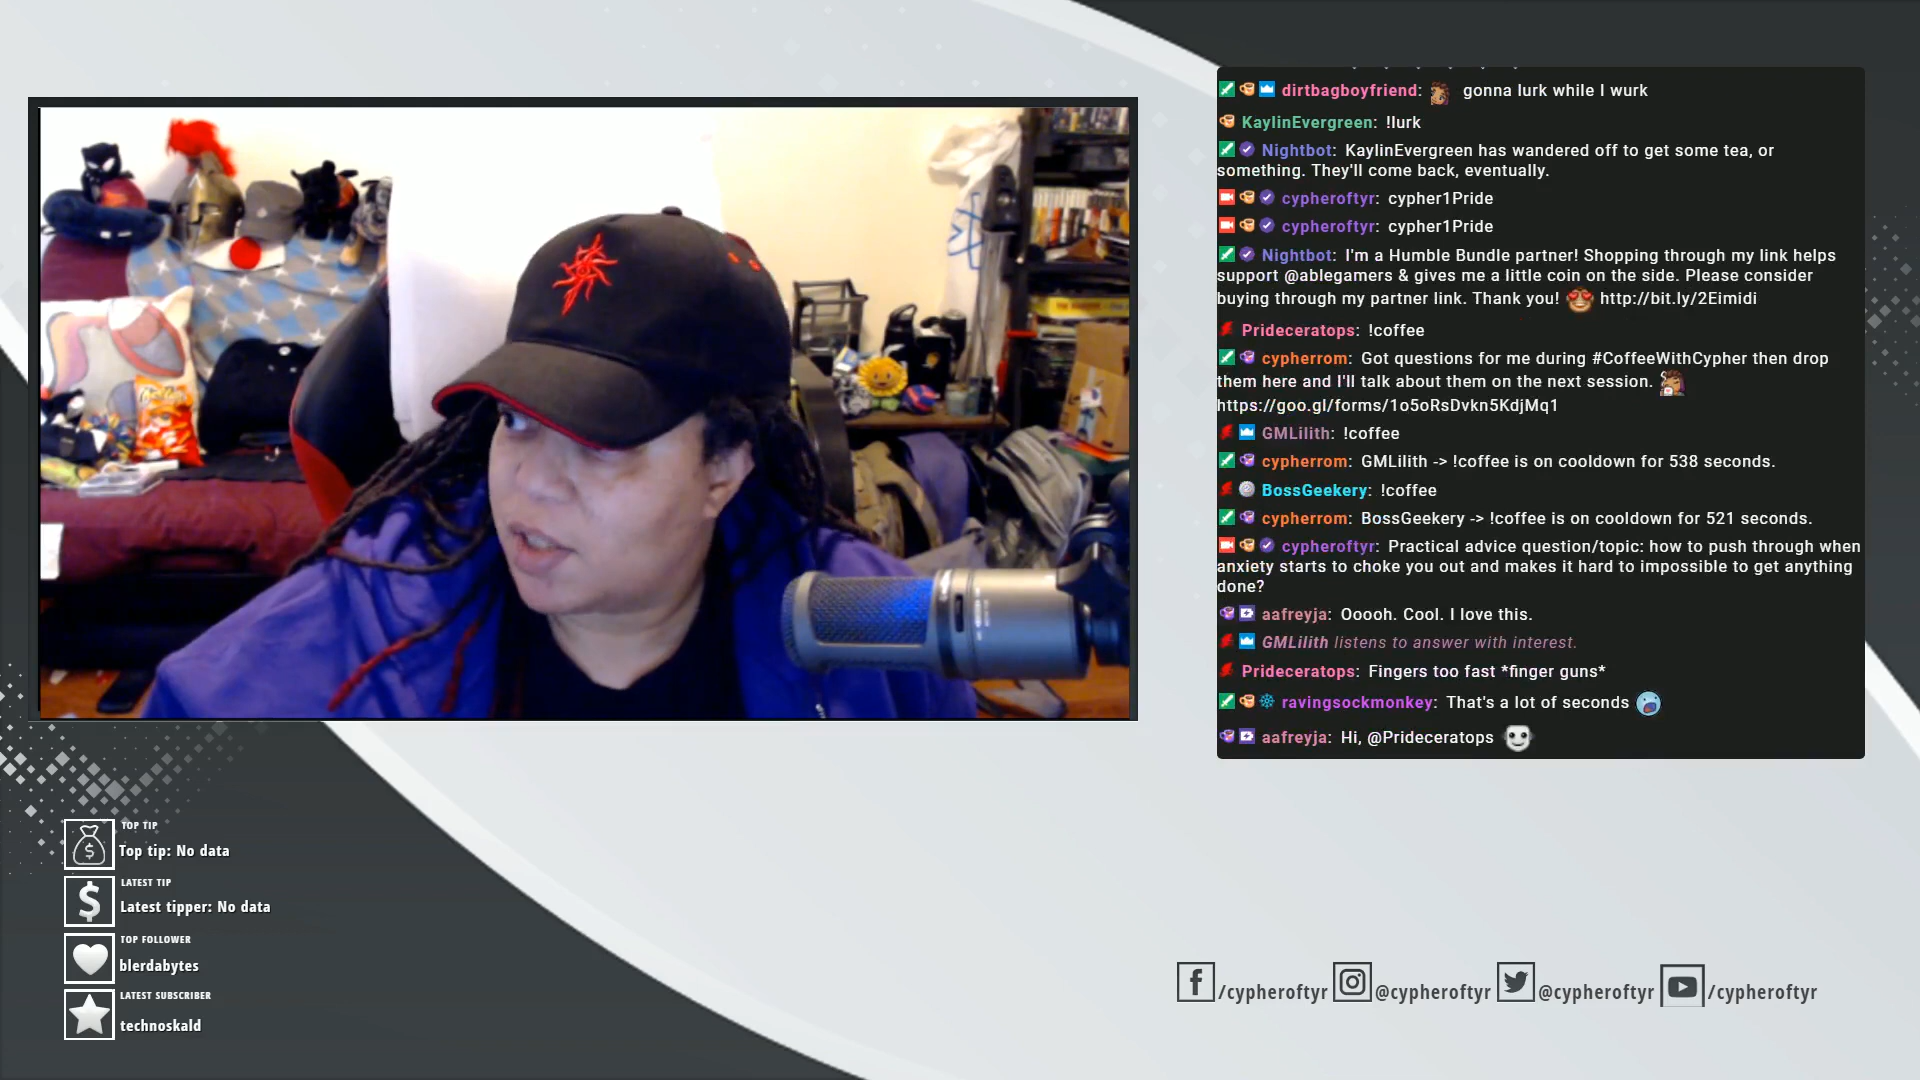 dirtbagboyfriend: gonna lurk while I wurk
KaylinEvergreen: !lurk
Nightbot: KaylinEvergreen has wandered off to get some tea, or
something. They'll come back, eventually.
cypheroftyr: cypher1Pride
cypheroftyr: cypher1Pride
Nightbot: I'm a Humble Bundle partner! Shopping through my link helps
support @ablegamers & gives me a little coin on the side. Please consider
buying through my partner link. Thank you! http://bit.ly/2Eimidi
Prideceratops: !coffee
cypherrom: Got questions for me during #CoffeeWithCypher then drop
them here and I'll talk about them on the next session.
https://goo.gl/forms/1o5oRsDvkn5KdjMq1
GMLilith: !coffee
cypherrom: GMLilith -> !coffee is on cooldown for 538 seconds.
BossGeekery: !coffee
cypherrom: BossGeekery -> !coffee is on cooldown for 521 seconds.
cypheroftyr: Practical advice question/topic: how to push through when
anxiety starts to choke you out and makes it hard to impossible to get anything
done?
aafreyja: Ooooh. Cool. I love this.
GMLilith listens to answer with interest.
Prideceratops: Fingers too fast *finger guns*
ravingsockmonkey: That's a lot of seconds
aafreyja: Hi, @Prideceratops
TOP TIP
Top tip: No data
LATEST TIP
Latest tipper: No data
TOP FOLLOWER
blerdabytes
LATEST SUBSCRIBER
technoskald
/cypheroftyr @cypheroftyr @cypheroftyr /cypheroftyr